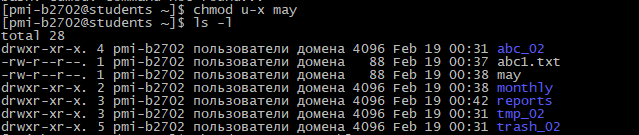 [pmi-b2702@students ~]$ chmod u-x may
[pmi-b2702@students ~]$ ls -l
total 28
drwxr-xr-x. 4 pmi-b2702 пользователи домена 4096 Feb 19 00:31 abc_02
-rw-r--r--. 1 pmi-b2702 пользователи домена   88 Feb 19 00:37 abc1.txt
-rw-r--r--. 1 pmi-b2702 пользователи домена   88 Feb 19 00:38 may
drwxr-xr-x. 2 pmi-b2702 пользователи домена 4096 Feb 19 00:38 monthly
drwxr-xr-x. 3 pmi-b2702 пользователи домена 4096 Feb 19 00:42 reports
drwxr-xr-x. 3 pmi-b2702 пользователи домена 4096 Feb 19 00:31 tmp_02
drwxr-xr-x. 5 pmi-b2702 пользователи домена 4096 Feb 19 00:31 trash_02